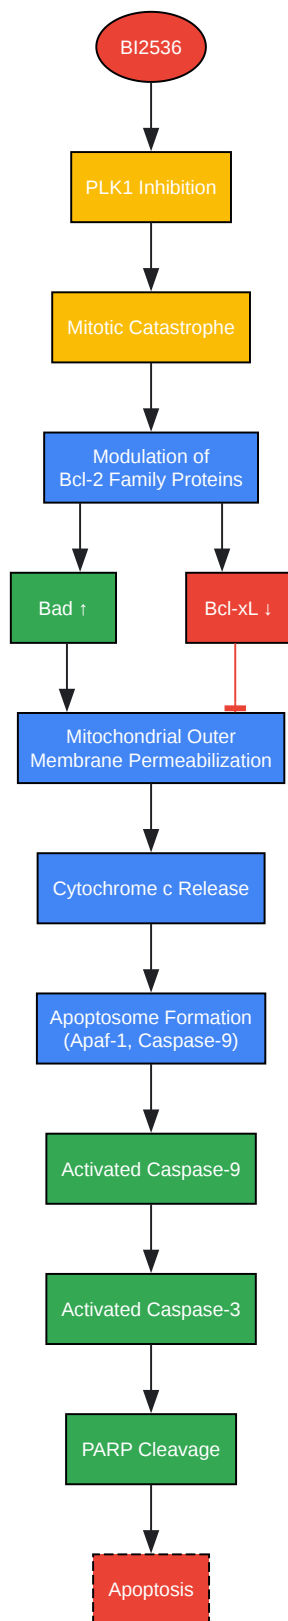 BI2536
PLK1 Inhibition
Mitotic Catastrophe
Modulation of
Bcl-2 Family Proteins
Bad ↑
Bcl-xL ↓
Mitochondrial Outer
Membrane Permeabilization
Cytochrome c Release
Apoptosome Formation
(Apaf-1, Caspase-9)
Activated Caspase-9
Activated Caspase-3
PARP Cleavage
Apoptosis